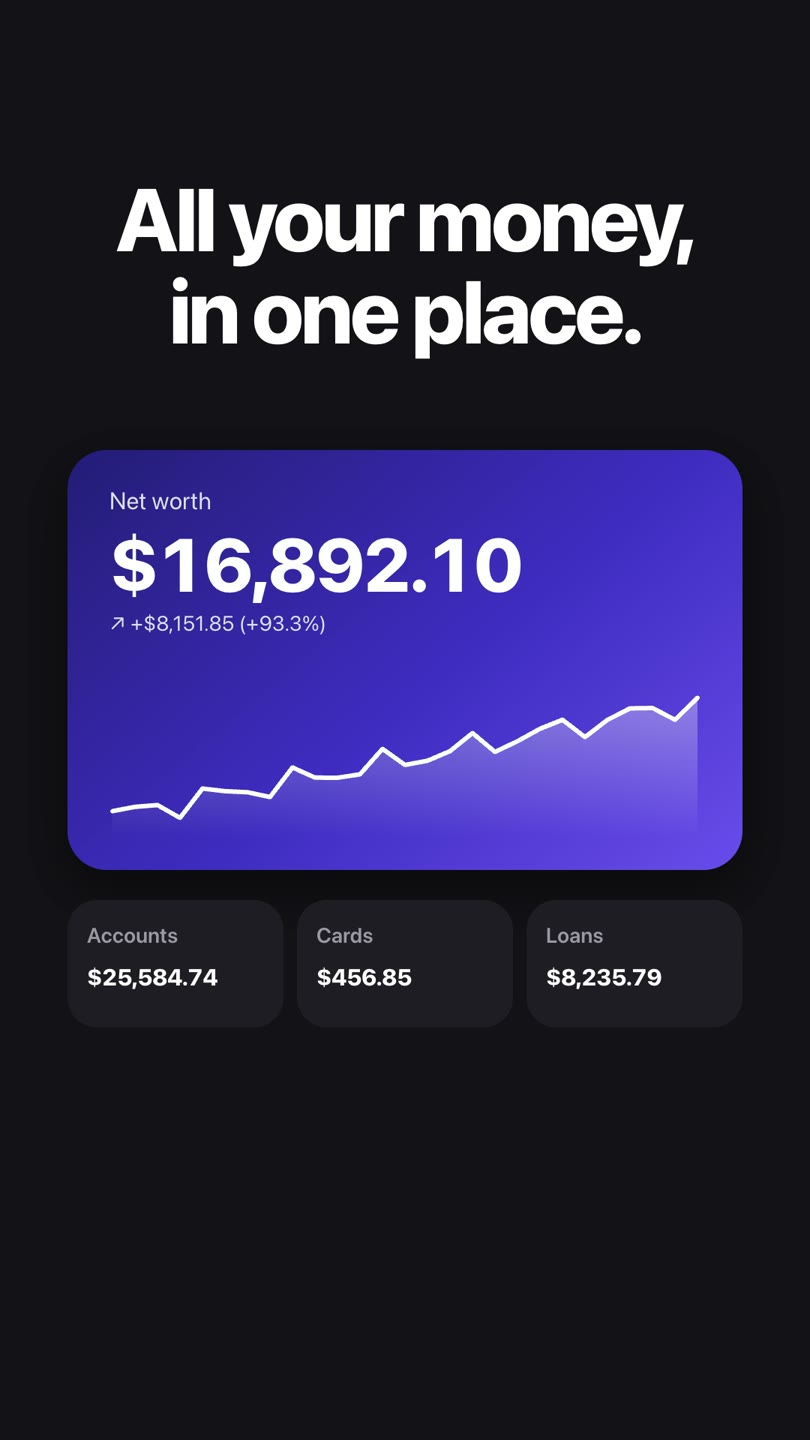 All your money,
in one place.
Net worth
$16,892.10
↗ +$8,151.85 (+93.3%)
Accounts
$25,584.74
Cards
$456.85
Loans
$8,235.79